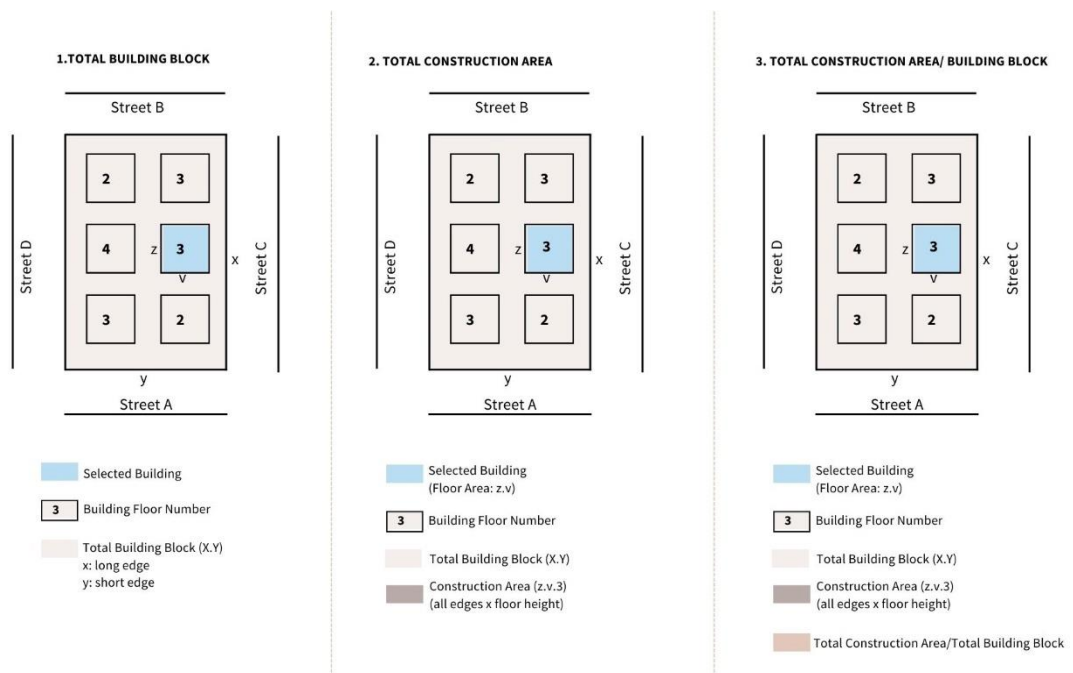 1.TOTAL BUILDING BLOCK
Street B
Street D
2
3
4
z
3
v
x
Street C
3
2
y
Street A
Selected Building
3
Building Floor Number
Total Building Block (X.Y)
x: long edge
y: short edge
2. TOTAL CONSTRUCTION AREA
Street B
Street D
2
3
4
z
3
v
x
Street C
3
2
y
Street A
Selected Building
(Floor Area: z.v)
3
Building Floor Number
Total Building Block (X.Y)
Construction Area (z.v.3)
(all edges x floor height)
3. TOTAL CONSTRUCTION AREA/ BUILDING BLOCK
Street B
Street D
2
3
4
z
3
v
x
Street C
3
2
y
Street A
Selected Building
(Floor Area: z.v)
3
Building Floor Number
Total Building Block (X.Y)
Construction Area (z.v.3)
(all edges x floor height)
Total Construction Area/Total Building Block